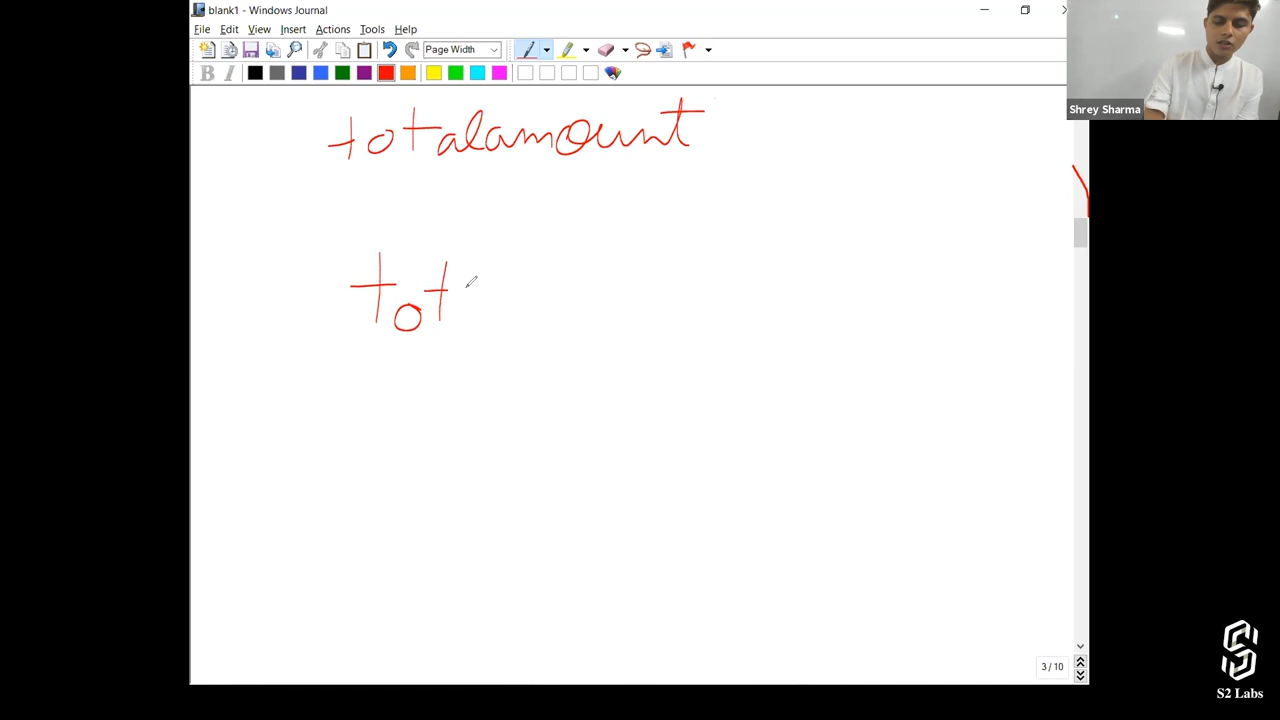 blank1 - Windows Journal
File Edit View Insert Actions Tools Help
Page Width
B I
Shrey Sharma
totalamount
tot
3 / 10
S2 Labs